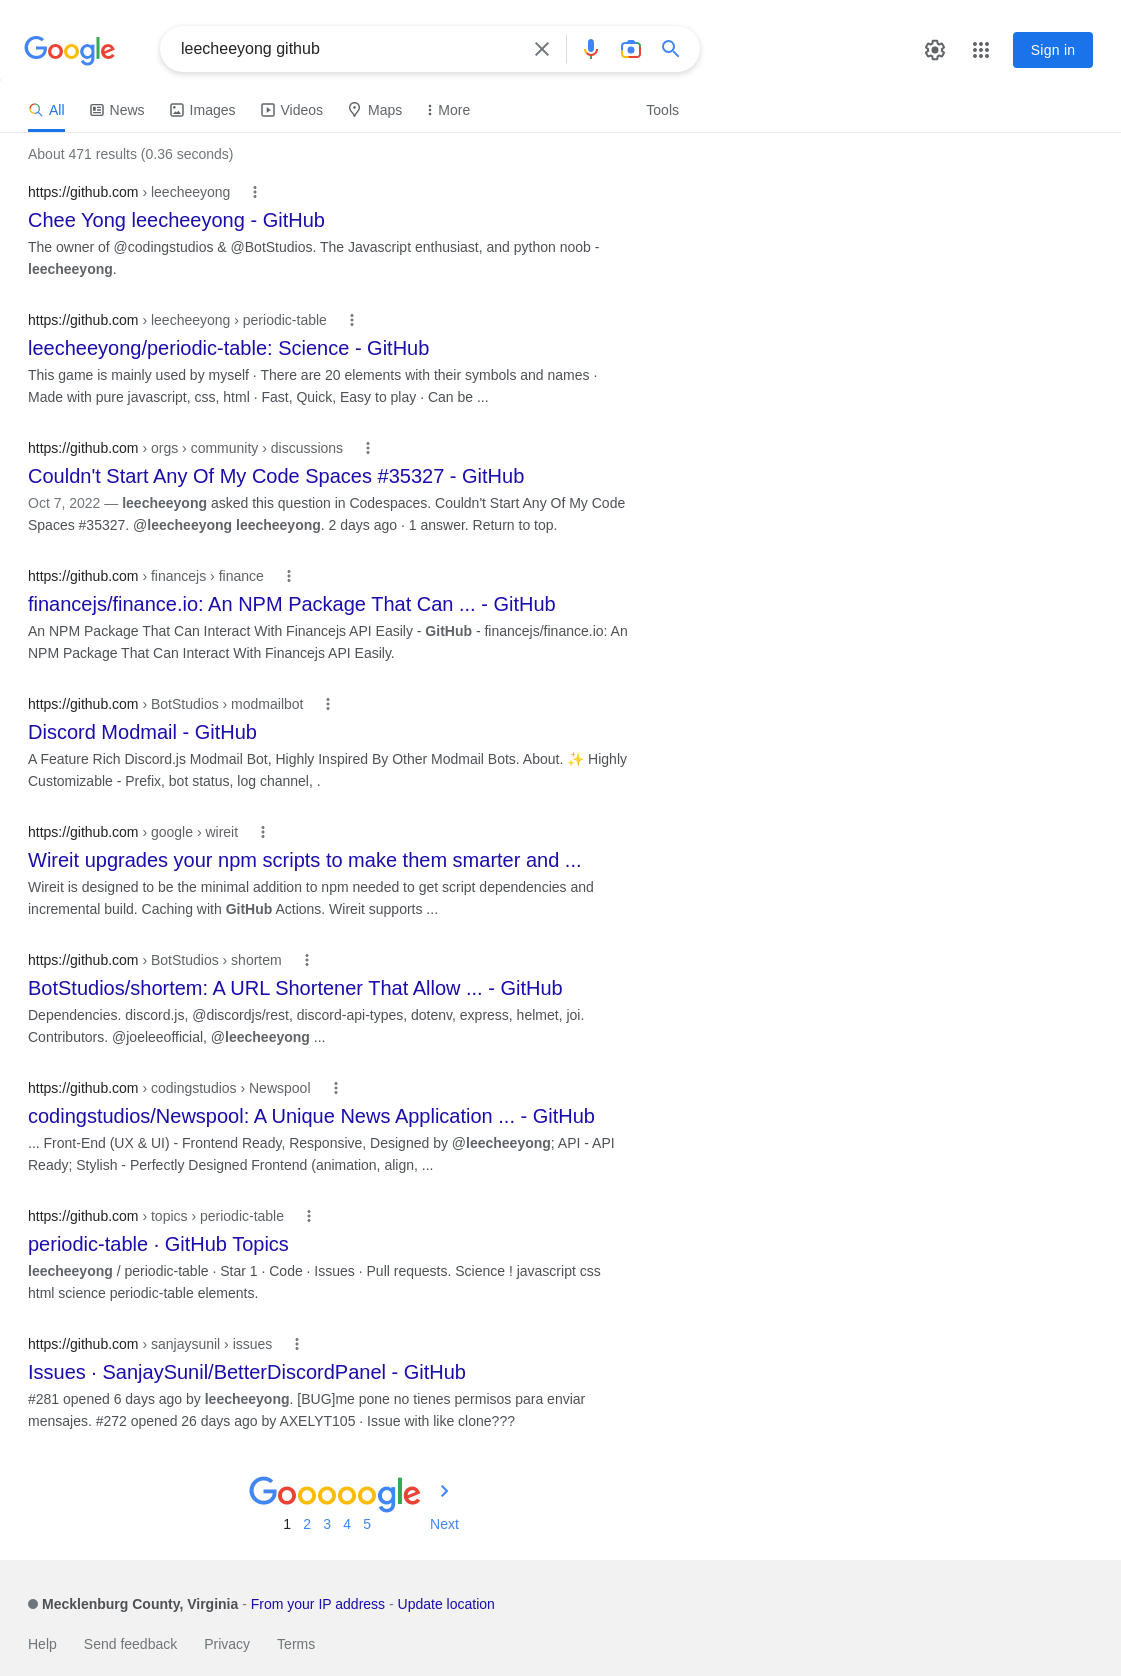 Google
leecheeyong github
Sign in
All News Images Videos Maps More Tools
About 471 results (0.36 seconds)
https://github.com › leecheeyong
Chee Yong leecheeyong - GitHub
The owner of @codingstudios & @BotStudios. The Javascript enthusiast, and python noob -
leecheeyong.
https://github.com › leecheeyong › periodic-table
leecheeyong/periodic-table: Science - GitHub
This game is mainly used by myself · There are 20 elements with their symbols and names ·
Made with pure javascript, css, html · Fast, Quick, Easy to play · Can be ...
https://github.com › orgs › community › discussions
Couldn't Start Any Of My Code Spaces #35327 - GitHub
Oct 7, 2022 — leecheeyong asked this question in Codespaces. Couldn't Start Any Of My Code
Spaces #35327. @leecheeyong leecheeyong. 2 days ago · 1 answer. Return to top.
https://github.com › financejs › finance
financejs/finance.io: An NPM Package That Can ... - GitHub
An NPM Package That Can Interact With Financejs API Easily - GitHub - financejs/finance.io: An
NPM Package That Can Interact With Financejs API Easily.
https://github.com › BotStudios › modmailbot
Discord Modmail - GitHub
A Feature Rich Discord.js Modmail Bot, Highly Inspired By Other Modmail Bots. About. ✨ Highly
Customizable - Prefix, bot status, log channel, .
https://github.com › google › wireit
Wireit upgrades your npm scripts to make them smarter and ...
Wireit is designed to be the minimal addition to npm needed to get script dependencies and
incremental build. Caching with GitHub Actions. Wireit supports ...
https://github.com › BotStudios › shortem
BotStudios/shortem: A URL Shortener That Allow ... - GitHub
Dependencies. discord.js, @discordjs/rest, discord-api-types, dotenv, express, helmet, joi.
Contributors. @joeleeofficial, @leecheeyong ...
https://github.com › codingstudios › Newspool
codingstudios/Newspool: A Unique News Application ... - GitHub
... Front-End (UX & UI) - Frontend Ready, Responsive, Designed by @leecheeyong; API - API
Ready; Stylish - Perfectly Designed Frontend (animation, align, ...
https://github.com › topics › periodic-table
periodic-table · GitHub Topics
leecheeyong / periodic-table · Star 1 · Code · Issues · Pull requests. Science ! javascript css
html science periodic-table elements.
https://github.com › sanjaysunil › issues
Issues · SanjaySunil/BetterDiscordPanel - GitHub
#281 opened 6 days ago by leecheeyong. [BUG]me pone no tienes permisos para enviar
mensajes. #272 opened 26 days ago by AXELYT105 · Issue with like clone???
Gooooogle
1 2 3 4 5 Next
Mecklenburg County, Virginia - From your IP address - Update location
Help Send feedback Privacy Terms